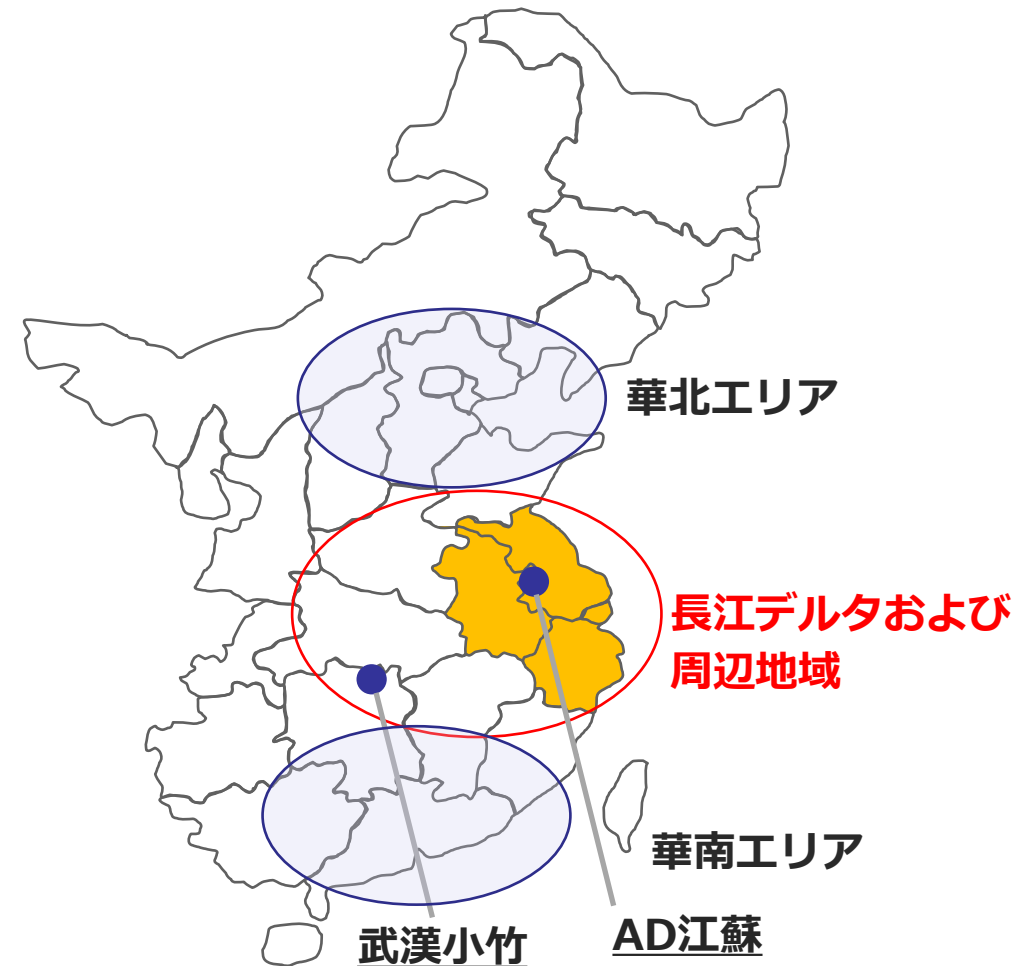 華北エリア
長江デルタおよび
周辺地域
華南エリア
武漢小竹
AD江蘇